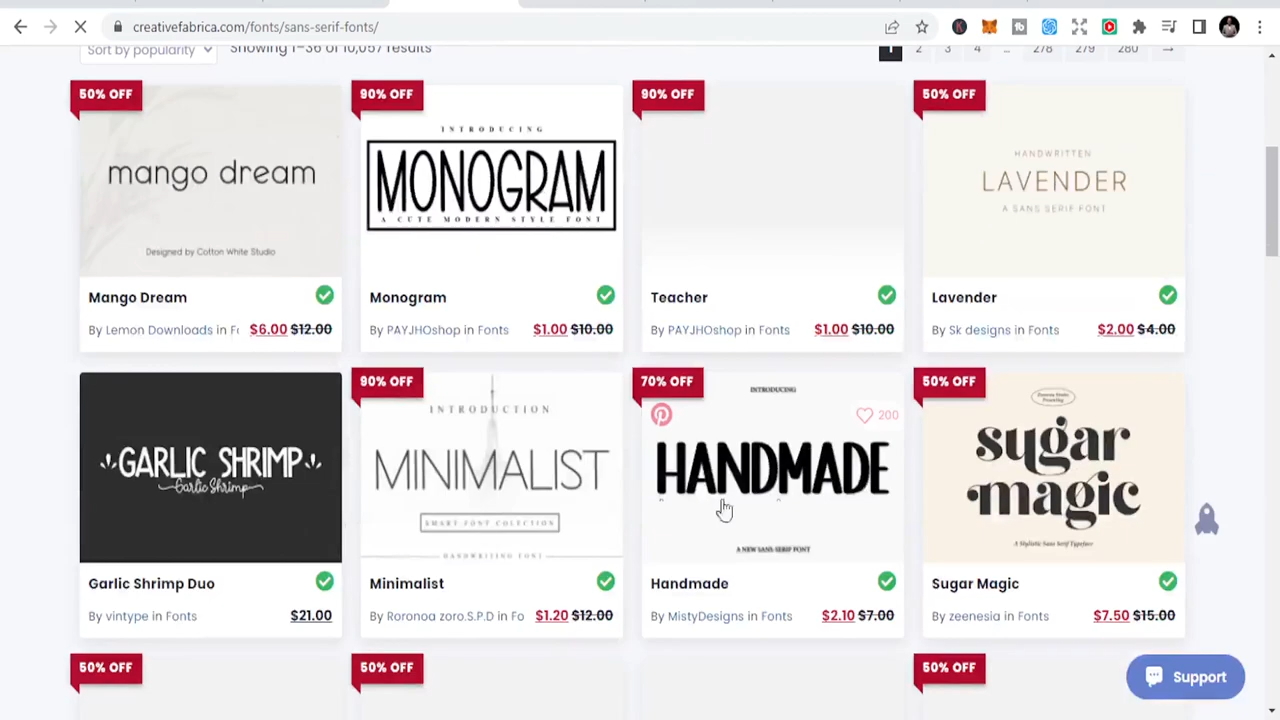 creativefabrica.com/fonts/sans-serif-fonts/
Sort by popularity
Showing 1–36 of 10,057 results
1 2 3 4 … 278 279 280 →
50% OFF
mango dream
Designed by Cotton White Studio
Mango Dream
By Lemon Downloads in Fo
$6.00 $12.00
90% OFF
INTRODUCING
MONOGRAM
A CUTE MODERN STYLE FONT
Monogram
By PAYJHOshop in Fonts
$1.00 $10.00
90% OFF
Teacher
By PAYJHOshop in Fonts
$1.00 $10.00
50% OFF
HANDWRITTEN
LAVENDER
A SANS SERIF FONT
Lavender
By Sk designs in Fonts
$2.00 $4.00
GARLIC SHRIMP
Garlic Shrimp
Garlic Shrimp Duo
By vintype in Fonts
$21.00
90% OFF
INTRODUCTION
MINIMALIST
SMART FONT COLECTION
HANDWRITING FONT
Minimalist
By Roronoa zoro.S.P.D in Fo
$1.20 $12.00
70% OFF
INTRODUCING
200
HANDMADE
A NEW SANS SERIF FONT
Handmade
By MistyDesigns in Fonts
$2.10 $7.00
50% OFF
sugar
magic
A Stylistic Sans Serif Typeface
Sugar Magic
By zeenesia in Fonts
$7.50 $15.00
50% OFF
50% OFF
50% OFF
Support